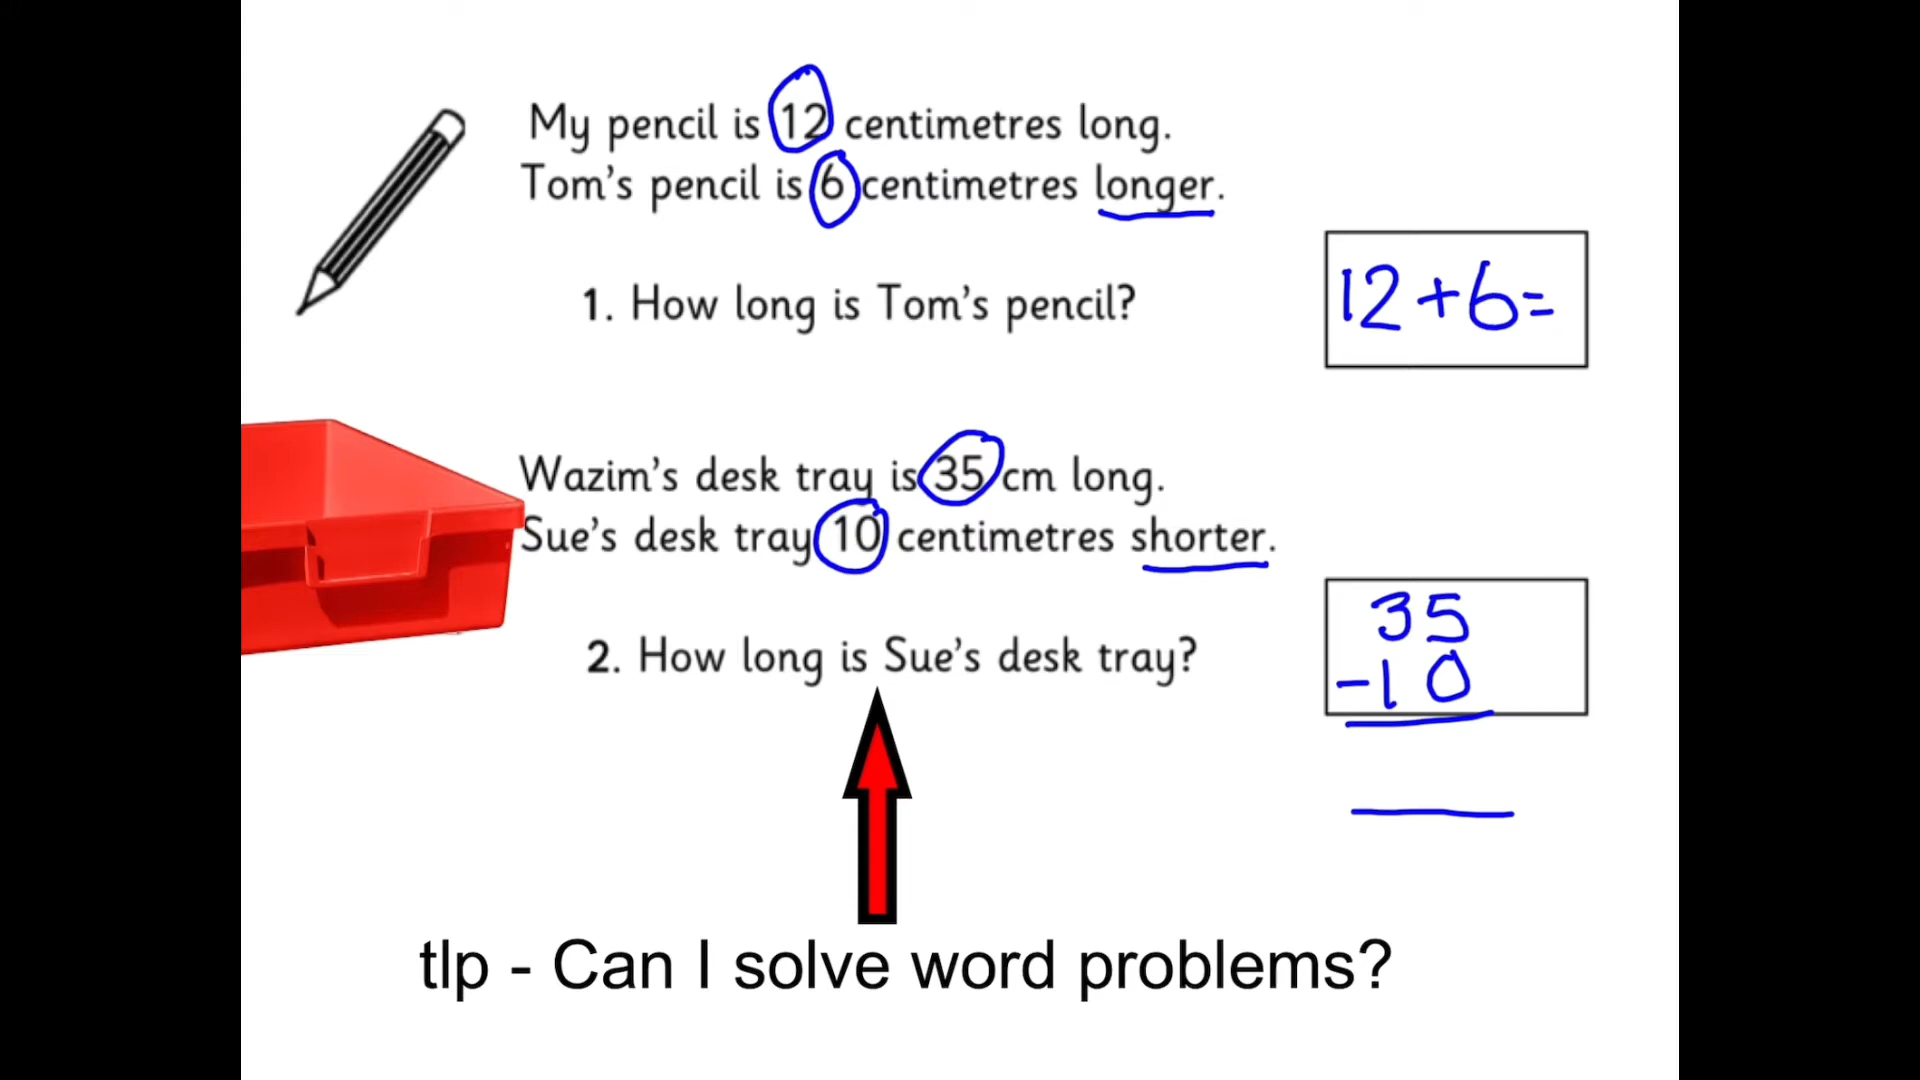 My pencil is 12 centimetres long.
Tom's pencil is 6 centimetres longer.
1. How long is Tom's pencil?
12+6=
Wazim's desk tray is 35 cm long.
Sue's desk tray 10 centimetres shorter.
2. How long is Sue's desk tray?
35
-10
tlp - Can I solve word problems?